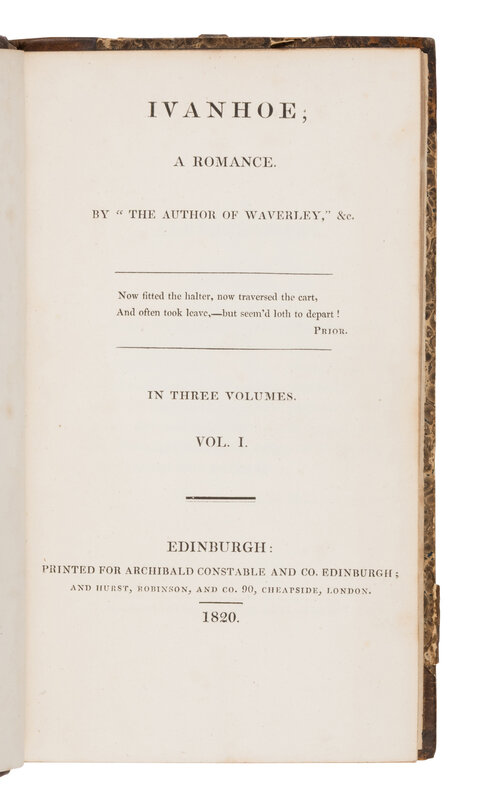 IVANHOE;
A ROMANCE.
BY “ THE AUTHOR OF WAVERLEY,” &c.
Now fitted the halter, now traversed the cart,
And often took leave,—but seem’d loth to depart !
PRIOR.
IN THREE VOLUMES.
VOL. I.
EDINBURGH:
PRINTED FOR ARCHIBALD CONSTABLE AND CO. EDINBURGH;
AND HURST, ROBINSON, AND CO. 90, CHEAPSIDE, LONDON.
1820.